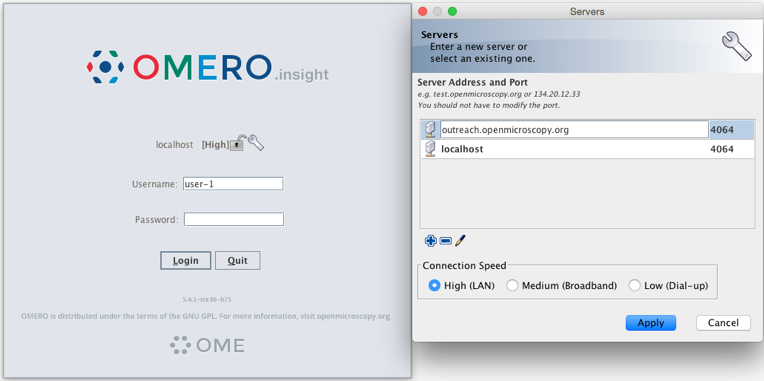 OMERO.insight
localhost [High]
Username: user-1
Password:
Login Quit
5.4.1-ice36-b75
OMERO is distributed under the terms of the GNU GPL. For more information, visit openmicroscopy.org
OME
Servers
Servers
Enter a new server or
select an existing one.
Server Address and Port
e.g. test.openmicroscopy.org or 134.20.12.33
You should not have to modify the port.
outreach.openmicroscopy.org 4064
localhost 4064
Connection Speed
High (LAN) Medium (Broadband) Low (Dial-up)
Apply Cancel